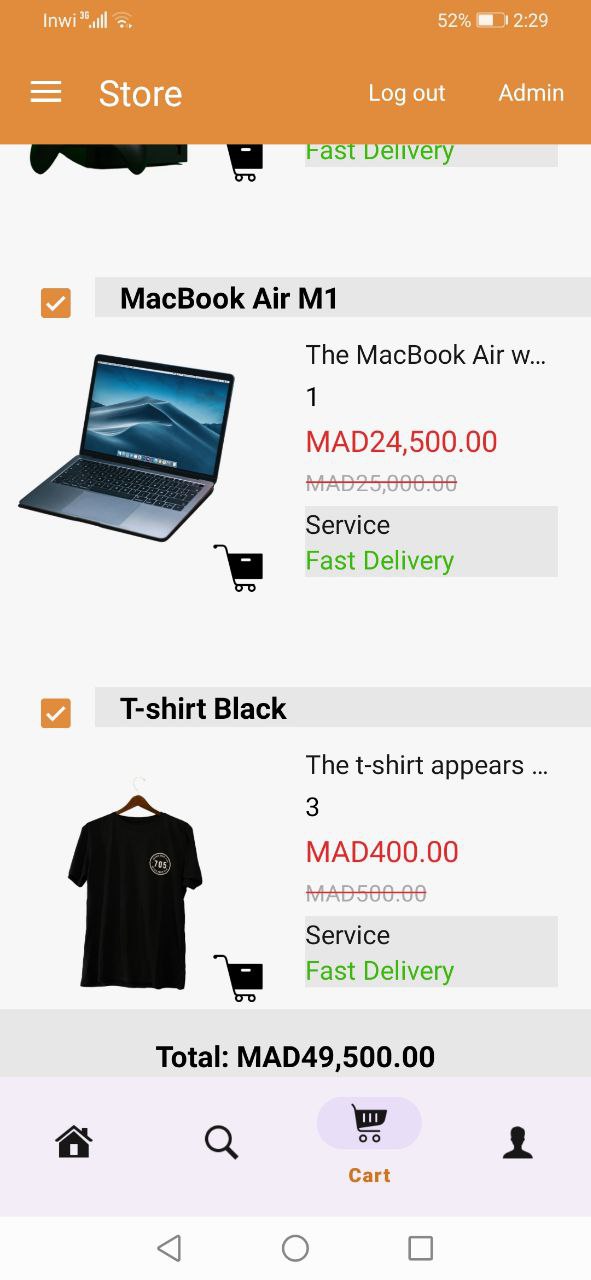 Inwi 3G 52% 2:29
Store Log out Admin
Fast Delivery
MacBook Air M1
The MacBook Air w...
1
MAD24,500.00
MAD25,000.00
Service
Fast Delivery
T-shirt Black
The t-shirt appears ...
3
MAD400.00
MAD500.00
705
Service
Fast Delivery
Total: MAD49,500.00
Cart